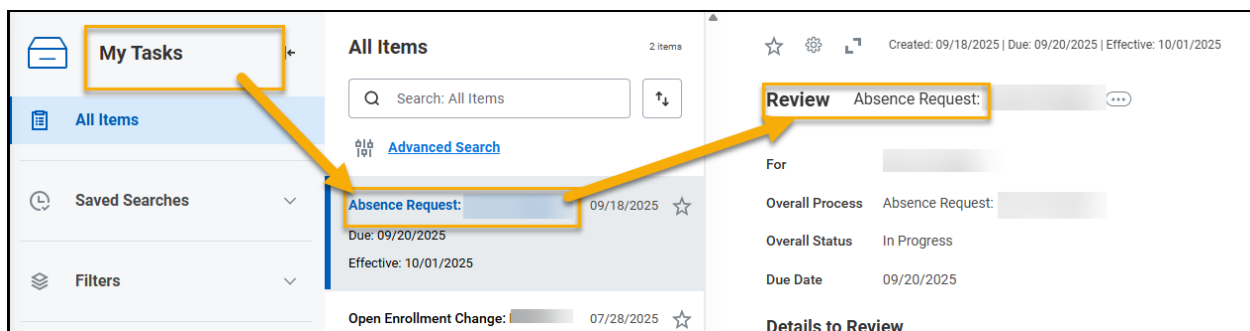 My Tasks
All Items
Saved Searches
Filters
All Items
2 items
Search: All Items
Advanced Search
Absence Request:
09/18/2025
Due: 09/20/2025
Effective: 10/01/2025
Open Enrollment Change:
07/28/2025
Created: 09/18/2025 | Due: 09/20/2025 | Effective: 10/01/2025
Review Absence Request:
For
Overall Process Absence Request:
Overall Status In Progress
Due Date 09/20/2025
Details to Review